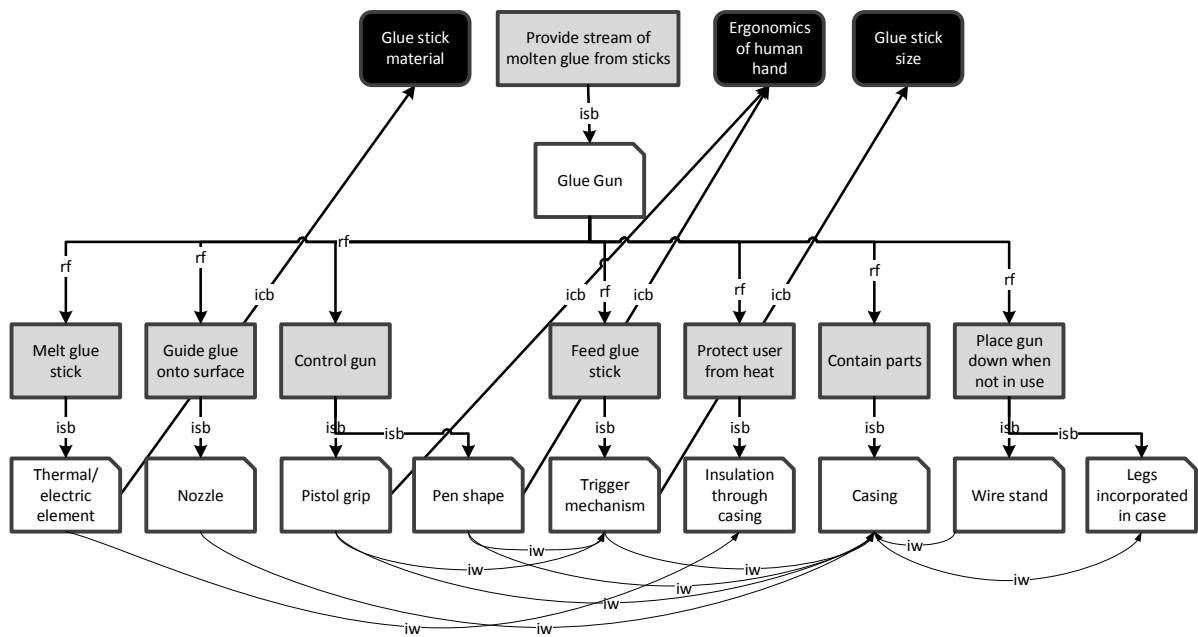 Glue stick
material
Provide stream of
molten glue from sticks
Ergonomics
of human
hand
Glue stick
size
isb
Glue Gun
rf
rf
rf
rf
rf
rf
rf
icb
icb
icb
icb
Melt glue
stick
Guide glue
onto surface
Control gun
Feed glue
stick
Protect user
from heat
Contain parts
Place gun
down when
not in use
isb
isb
isb
isb
isb
isb
isb
Thermal/
electric
element
Nozzle
Pistol grip
Pen shape
Trigger
mechanism
Insulation
through
casing
Casing
Wire stand
Legs
incorporated
in case
iw
iw
iw
iw
iw
iw
iw
iw
iw